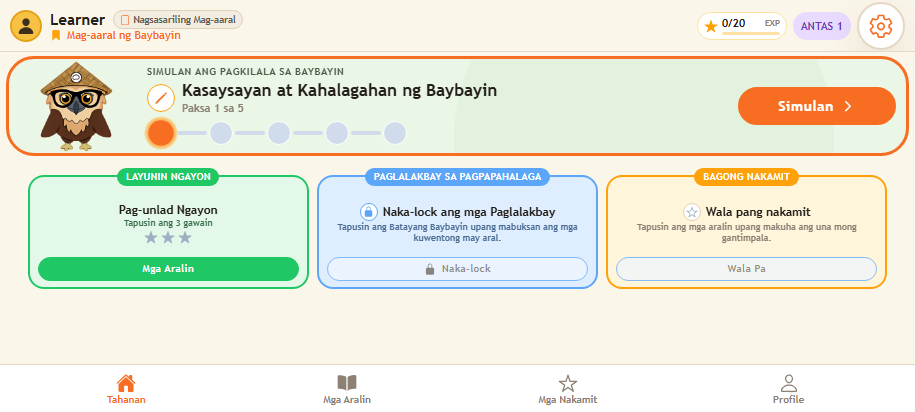 Learner
Nagsasariling Mag-aaral
Mag-aaral ng Baybayin
0/20
EXP
ANTAS 1
SIMULAN ANG PAGKILALA SA BAYBAYIN
Kasaysayan at Kahalagahan ng Baybayin
Paksa 1 sa 5
Simulan
LAYUNIN NGAYON
Pag-unlad Ngayon
Tapusin ang 3 gawain
Mga Aralin
PAGLALAKBAY SA PAGPAPAHALAGA
Naka-lock ang mga Paglalakbay
Tapusin ang Batayang Baybayin upang mabuksan ang mga
kuwentong may aral.
Naka-lock
BAGONG NAKAMIT
Wala pang nakamit
Tapusin ang mga aralin upang makuha ang una mong
gantimpala.
Wala Pa
Tahanan
Mga Aralin
Mga Nakamit
Profile